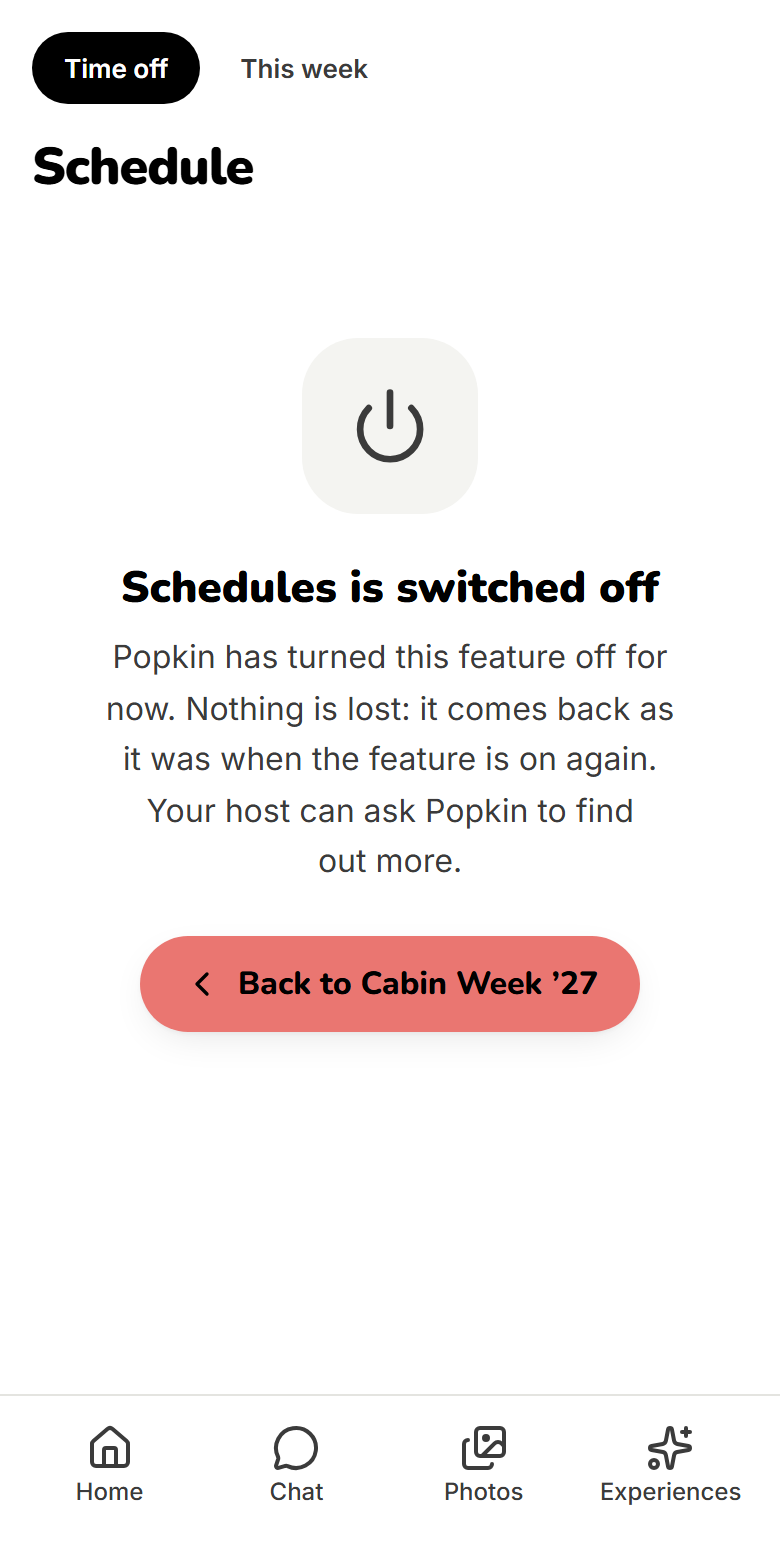 Time off
This week
Schedule
Schedules is switched off
Popkin has turned this feature off for
now. Nothing is lost: it comes back as
it was when the feature is on again.
Your host can ask Popkin to find
out more.
Back to Cabin Week ’27
Home
Chat
Photos
Experiences